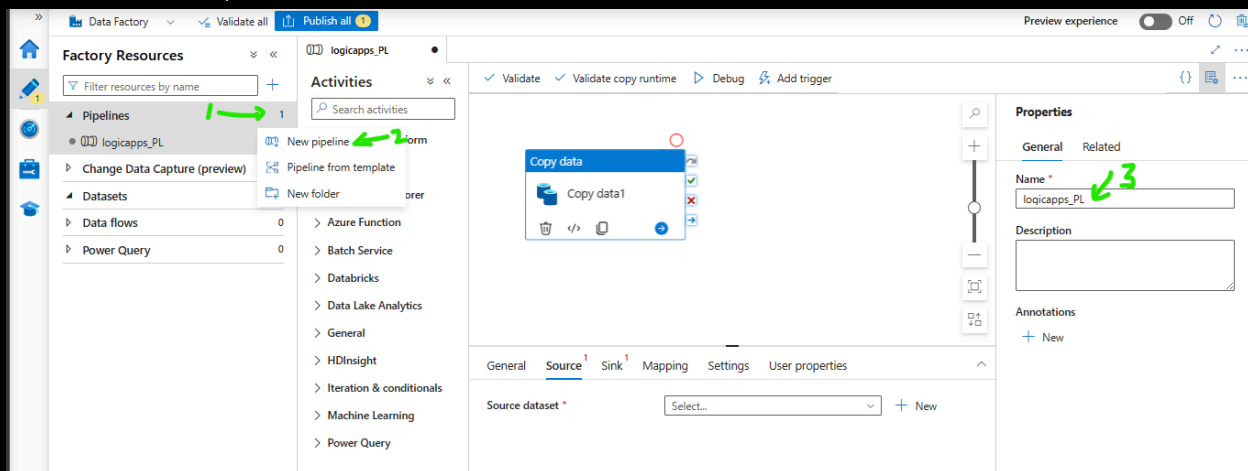 Data Factory Validate all Publish all 1 Preview experience Off
Factory Resources
Filter resources by name
Pipelines 1
logicapps_PL
Change Data Capture (preview)
Datasets
Data flows 0
Power Query 0
1
New pipeline 2
Pipeline from template
New folder
logicapps_PL
Activities
Search activities
orm
orer
Azure Function
Batch Service
Databricks
Data Lake Analytics
General
HDInsight
Iteration & conditionals
Machine Learning
Power Query
Validate Validate copy runtime Debug Add trigger
Copy data
Copy data1
General Source 1 Sink 1 Mapping Settings User properties
Source dataset * Select... New
Properties
General Related
Name * 3
logicapps_PL
Description
Annotations
New
1